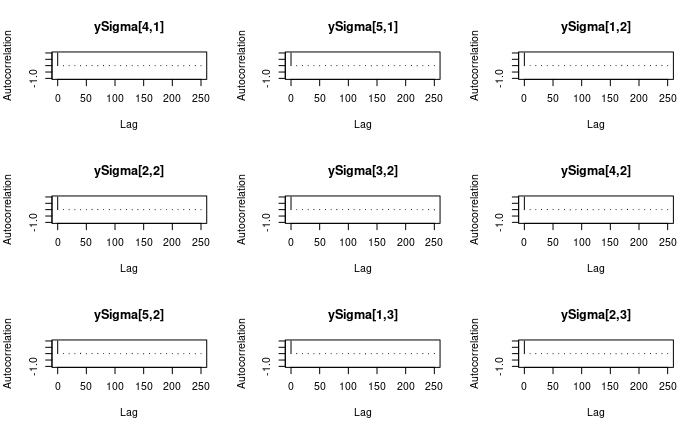 ySigma[4,1] ySigma[5,1] ySigma[1,2]
Autocorrelation Autocorrelation Autocorrelation
-1.0 -1.0 -1.0
0 50 100 150 200 250 0 50 100 150 200 250 0 50 100 150 200 250
Lag Lag Lag
ySigma[2,2] ySigma[3,2] ySigma[4,2]
Autocorrelation Autocorrelation Autocorrelation
-1.0 -1.0 -1.0
0 50 100 150 200 250 0 50 100 150 200 250 0 50 100 150 200 250
Lag Lag Lag
ySigma[5,2] ySigma[1,3] ySigma[2,3]
Autocorrelation Autocorrelation Autocorrelation
-1.0 -1.0 -1.0
0 50 100 150 200 250 0 50 100 150 200 250 0 50 100 150 200 250
Lag Lag Lag